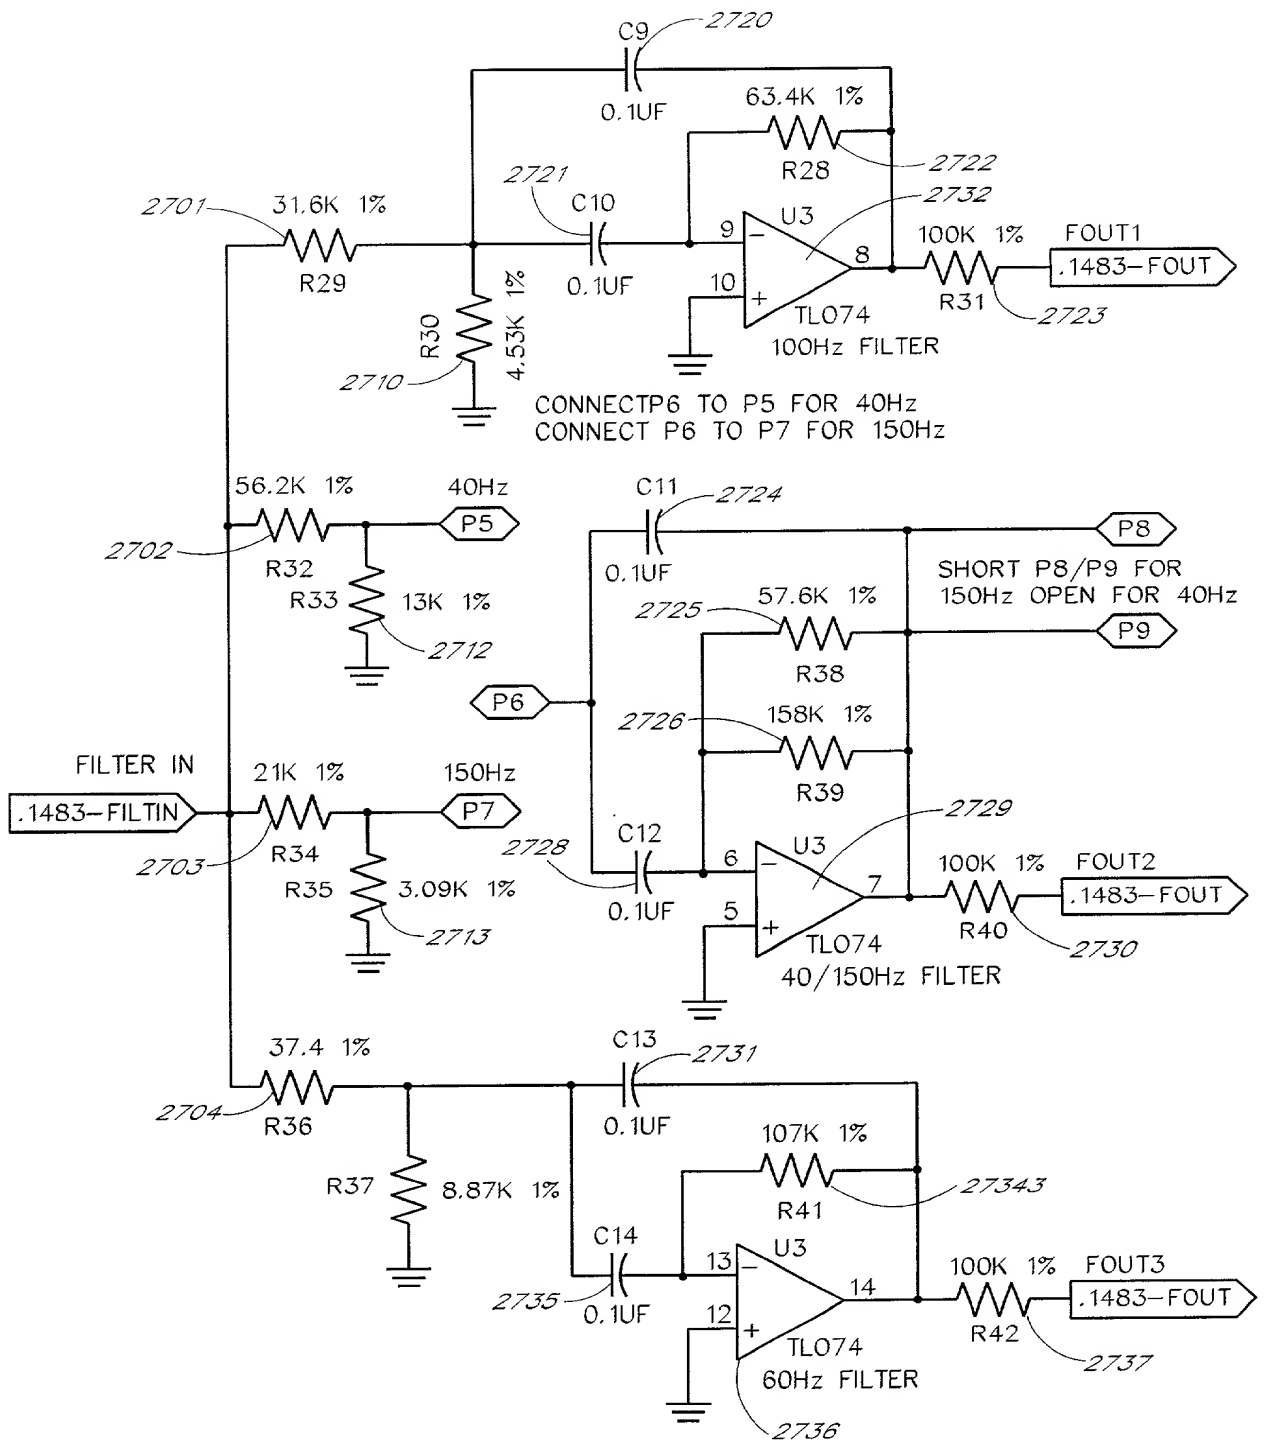 C9
2720
0.1UF
63.4K 1%
R28
2722
2721
C10
0.1UF
2732
U3
9
10
8
TL074
100Hz FILTER
2701
31.6K 1%
R29
R30
4.53K 1%
2710
100K 1%
R31
2723
FOUT1
.1483-FOUT
CONNECTP6 TO P5 FOR 40Hz
CONNECT P6 TO P7 FOR 150Hz
56.2K 1%
2702
R32
40Hz
P5
R33
13K 1%
2712
C11
2724
0.1UF
P8
SHORT P8/P9 FOR
150Hz OPEN FOR 40Hz
P9
2725
57.6K 1%
R38
P6
2726
158K 1%
R39
FILTER IN
.1483-FILTIN
21K 1%
2703
R34
150Hz
P7
R35
3.09K 1%
2713
2728
C12
0.1UF
U3
2729
6
5
7
TL074
40/150Hz FILTER
100K 1%
R40
2730
FOUT2
.1483-FOUT
37.4 1%
2704
R36
R37
8.87K 1%
C13
2731
0.1UF
107K 1%
R41
27343
C14
2735
0.1UF
U3
13
12
14
TL074
60Hz FILTER
2736
100K 1%
R42
2737
FOUT3
.1483-FOUT